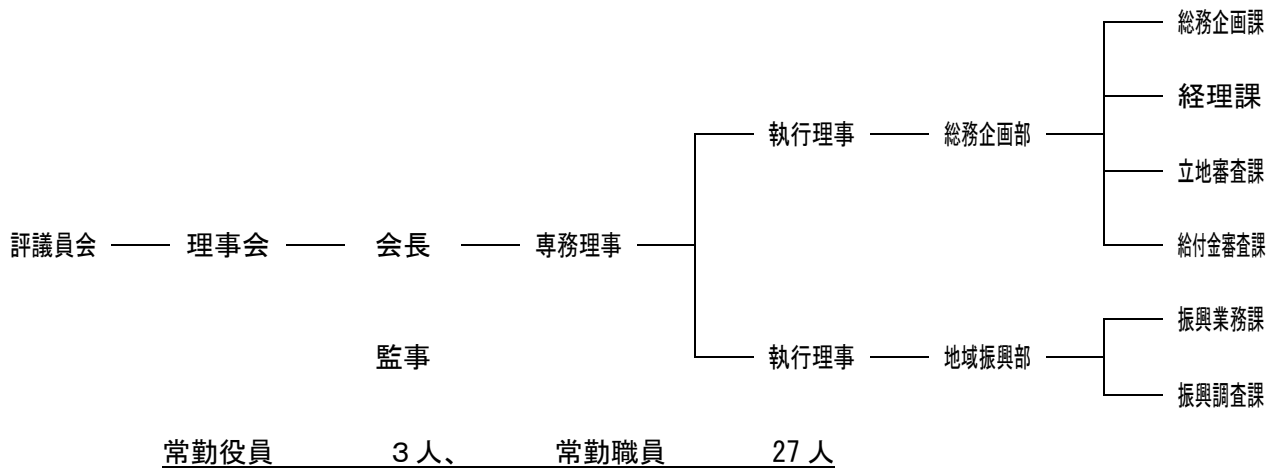 総務企画課
経理課
執行理事 総務企画部
立地審査課
評議員会 理事会 会長 専務理事 給付金審査課
振興業務課
監事 執行理事 地域振興部
振興調査課
常勤役員 3人、 常勤職員 27人